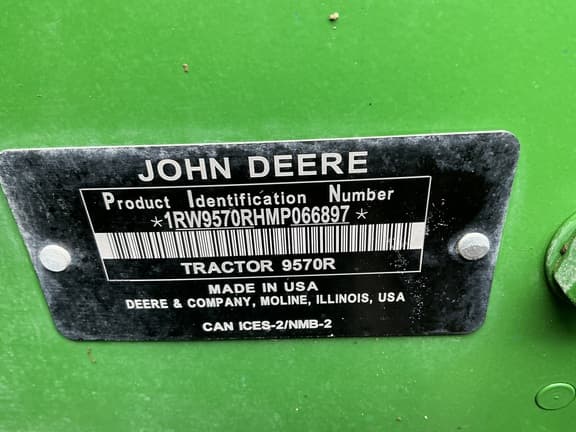 JOHN DEERE
Product Identification Number
*1RW9570RHMP066897*
TRACTOR 9570R
MADE IN USA
DEERE & COMPANY, MOLINE, ILLINOIS, USA
CAN ICES-2/NMB-2